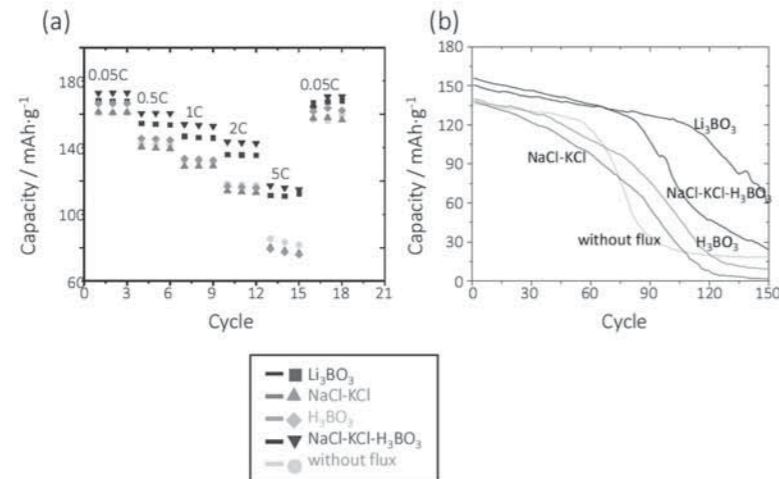 (a)
(b)
Capacity / mAh·g⁻¹
180
140
100
60
0.05C
0.5C
1C
2C
5C
0.05C
0 3 6 9 12 15 18 21
Cycle
Capacity / mAh·g⁻¹
180
150
120
90
60
30
0
Li₃BO₃
NaCl-KCl
NaCl-KCl-H₃BO₃
without flux
H₃BO₃
0 30 60 90 120 150
Cycle
Li₃BO₃
NaCl-KCl
H₃BO₃
NaCl-KCl-H₃BO₃
without flux